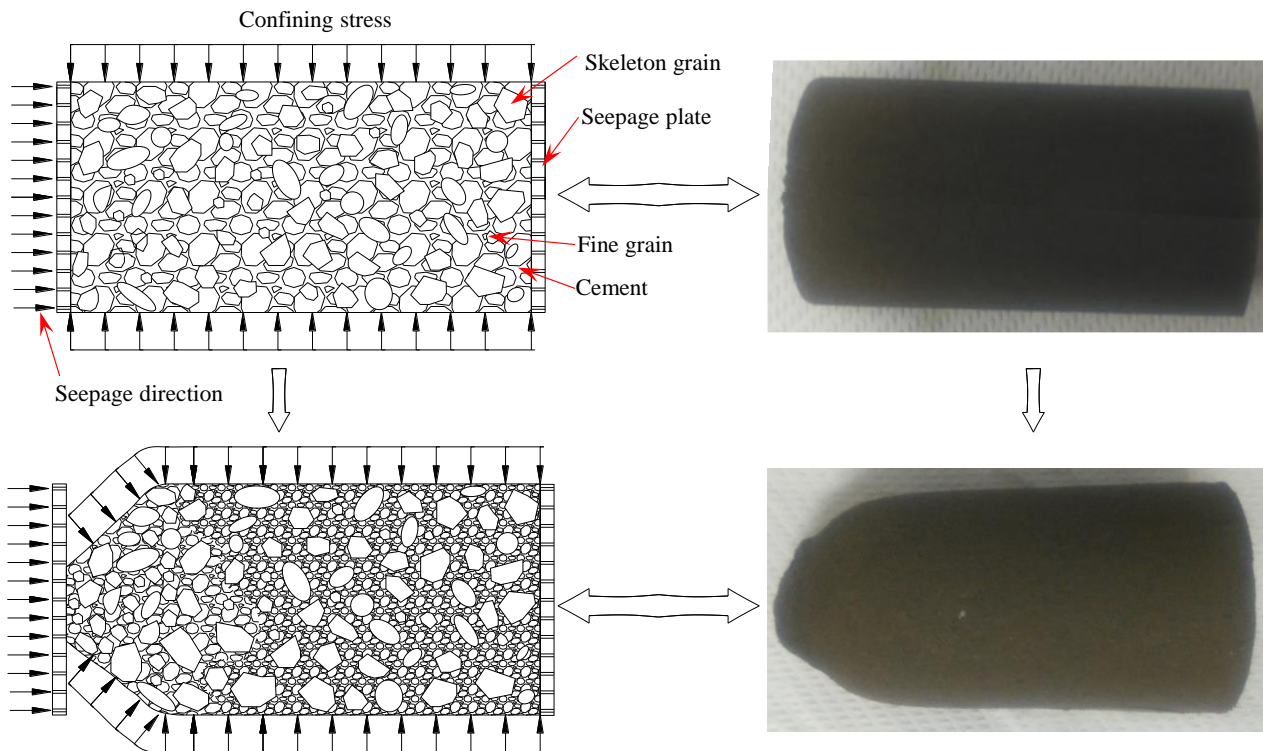 Confining stress
Skeleton grain
Seepage plate
Fine grain
Cement
Seepage direction